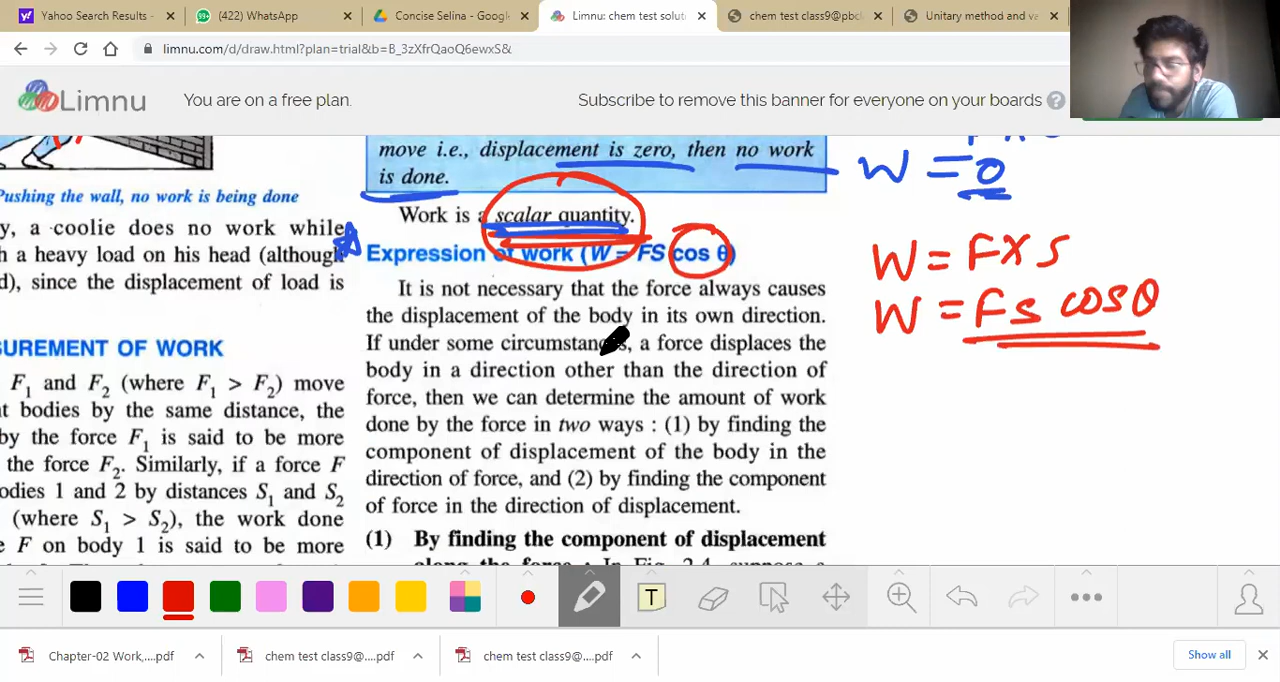 Yahoo Search Results -
(422) WhatsApp
Concise Selina - Google
Limnu: chem test soluti
chem test class9@pbcl
Unitary method and va
limnu.com/d/draw.html?plan=trial&b=B_3zXfrQaoQ6ewxS&
Limnu
You are on a free plan.
Subscribe to remove this banner for everyone on your boards
move i.e., displacement is zero, then no work
is done.
Pushing the wall, no work is being done
y, a coolie does no work while
h a heavy load on his head (although
d), since the displacement of load is
SUREMENT OF WORK
F1 and F2 (where F1 > F2) move
nt bodies by the same distance, the
by the force F1 is said to be more
the force F2. Similarly, if a force F
odies 1 and 2 by distances S1 and S2
(where S1 > S2), the work done
e F on body 1 is said to be more
Work is a scalar quantity.
Expression of work (W = FS cos θ)
It is not necessary that the force always causes
the displacement of the body in its own direction.
If under some circumstances, a force displaces the
body in a direction other than the direction of
force, then we can determine the amount of work
done by the force in two ways : (1) by finding the
component of displacement of the body in the
direction of force, and (2) by finding the component
of force in the direction of displacement.
(1) By finding the component of displacement
along the force : In Fig. 2.4, suppose a
W = 0
W = F X S
W = Fs cosθ
T
Chapter-02 Work,....pdf
chem test class9@....pdf
chem test class9@....pdf
Show all